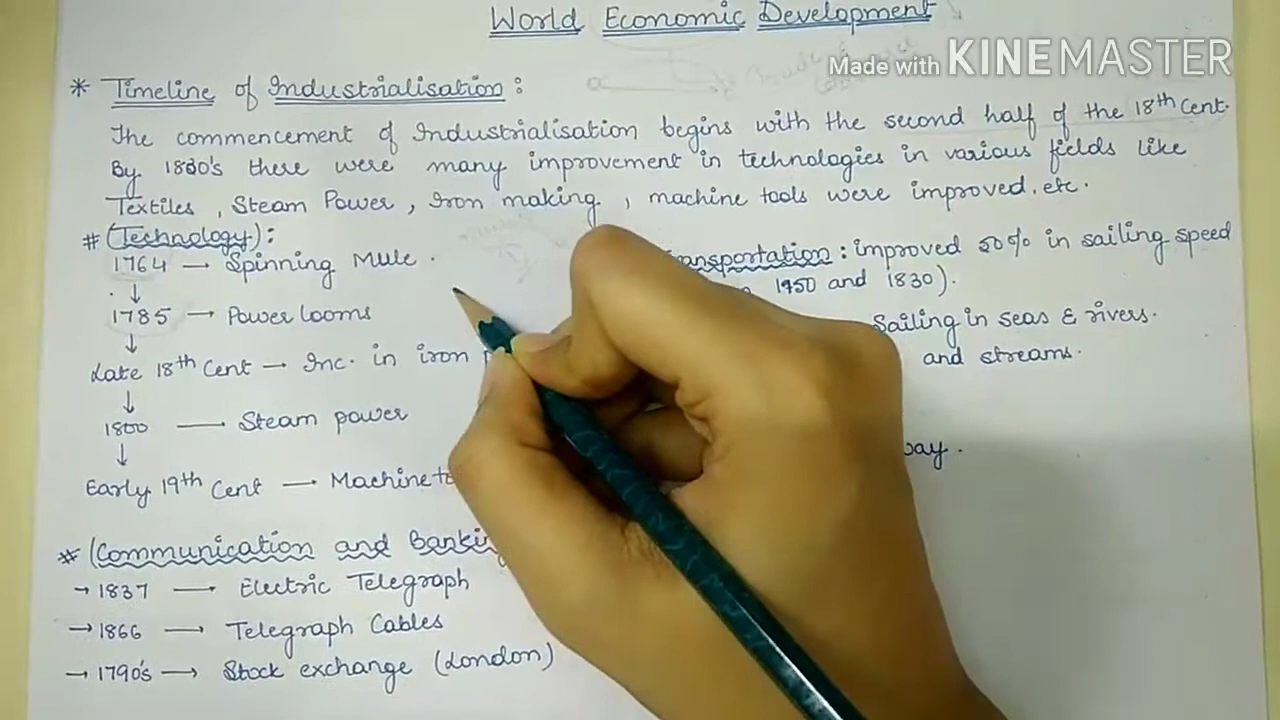 World Economic Development
Made with KINEMASTER
* Timeline of Industrialisation :
The commencement of Industrialisation begins with the second half of the 18th Cent.
By 1830's there were many improvement in technologies in various fields like
Textiles, Steam Power, Iron making, machine tools were improved. etc.
# (Technology):
1764 → Spinning Mule.
↓
1785 → Power looms
↓
Late 18th Cent → Inc. in iron
↓
1800 — Steam power
↓
Early 19th Cent → Machine
ansportation : improved 50% in sailing speed
1750 and 1830).
Sailing in seas & rivers.
and streams.
way.
# (Communication and Banki
→ 1837 → Electric Telegraph
→ 1866 → Telegraph Cables
→ 1790's → Stock exchange (London)